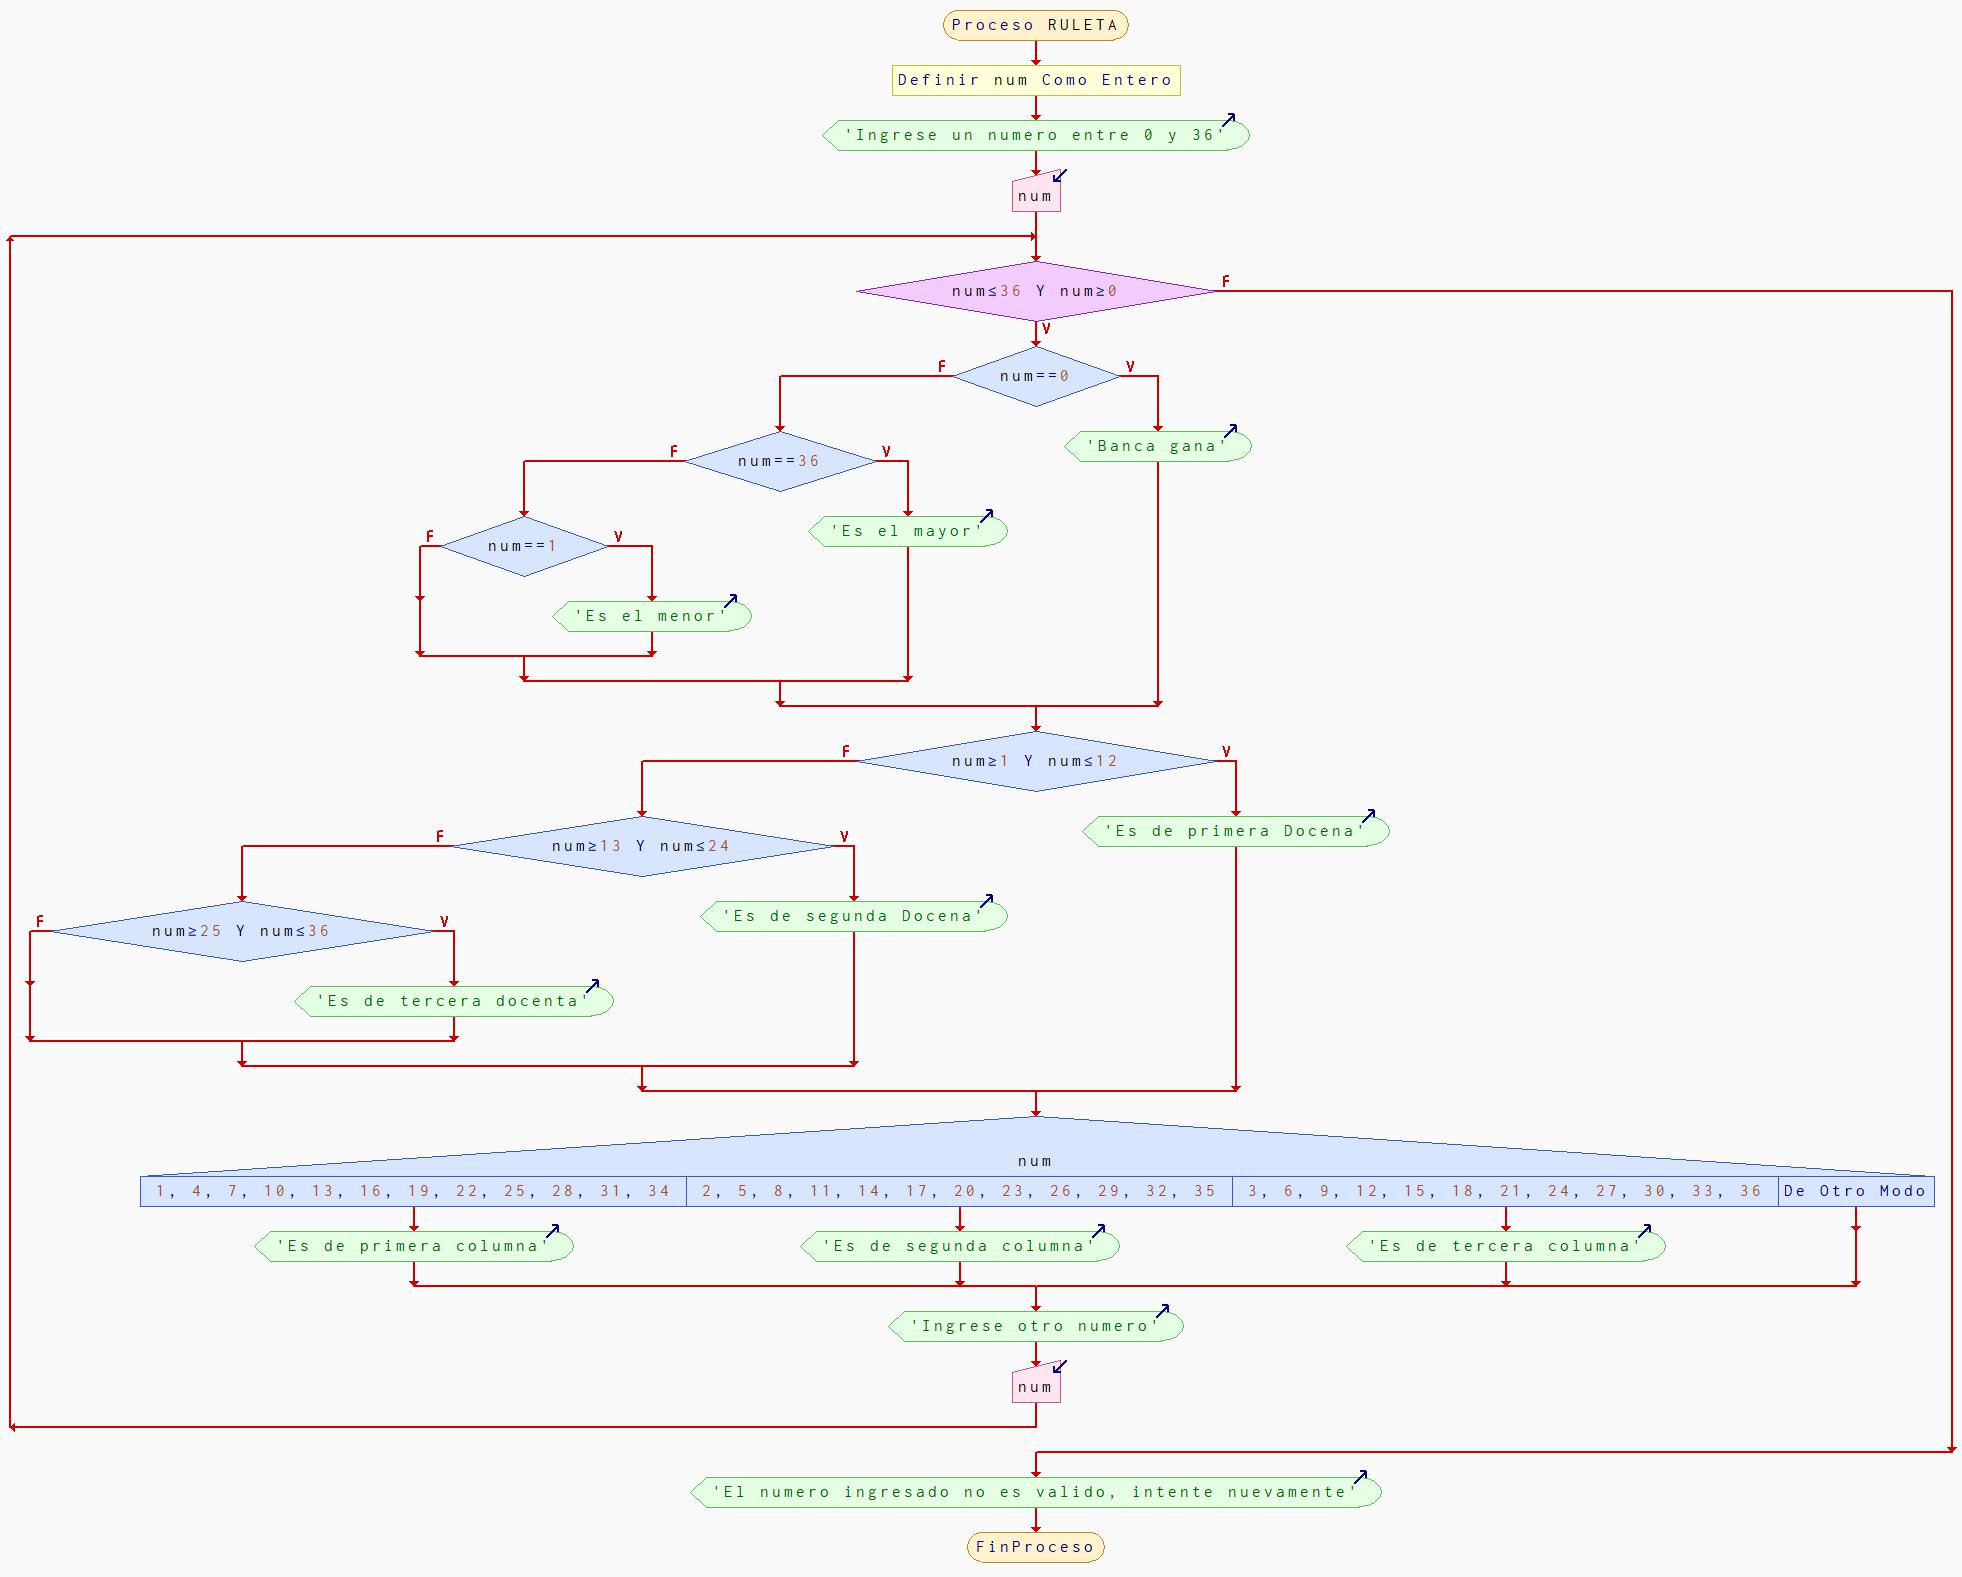 Proceso RULETA
Definir num Como Entero
'Ingrese un numero entre 0 y 36'
num
num≤36 Y num≥0
F
V
num==0
F
V
num==36
F
V
'Banca gana'
num==1
F
V
'Es el mayor'
'Es el menor'
num≥1 Y num≤12
F
V
num≥13 Y num≤24
F
V
'Es de primera Docena'
num≥25 Y num≤36
F
V
'Es de segunda Docena'
'Es de tercera docenta'
num
1, 4, 7, 10, 13, 16, 19, 22, 25, 28, 31, 34
2, 5, 8, 11, 14, 17, 20, 23, 26, 29, 32, 35
3, 6, 9, 12, 15, 18, 21, 24, 27, 30, 33, 36
De Otro Modo
'Es de primera columna'
'Es de segunda columna'
'Es de tercera columna'
'Ingrese otro numero'
num
'El numero ingresado no es valido, intente nuevamente'
FinProceso